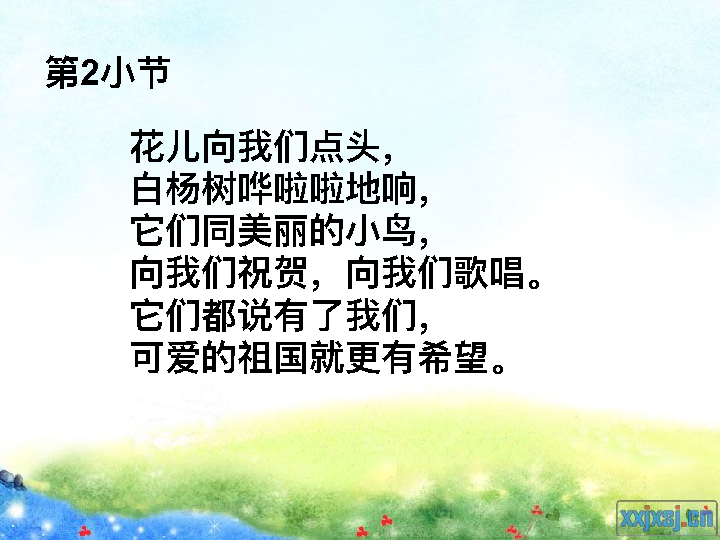 第2小节
花儿向我们点头，
白杨树哗啦啦地响，
它们同美丽的小鸟，
向我们祝贺，向我们歌唱。
它们都说有了我们，
可爱的祖国就更有希望。
xxjxsj.cn